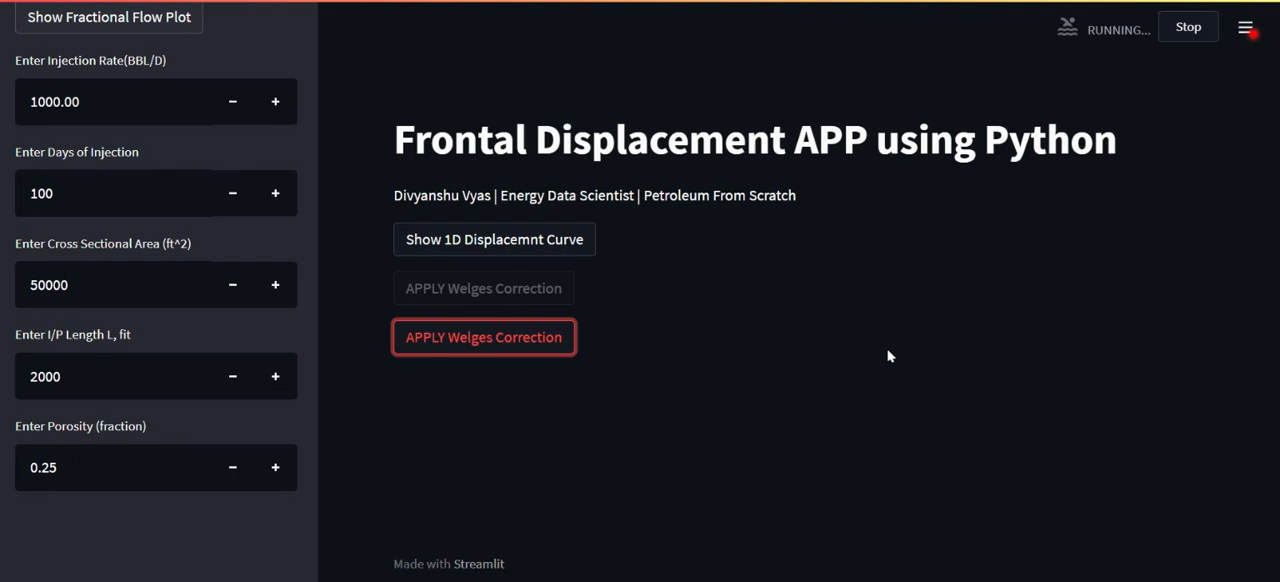 Show Fractional Flow Plot
Enter Injection Rate(BBL/D)
1000.00 − +
Enter Days of Injection
100 − +
Enter Cross Sectional Area (ft^2)
50000 − +
Enter I/P Length L, fit
2000 − +
Enter Porosity (fraction)
0.25 − +
RUNNING... Stop
Frontal Displacement APP using Python
Divyanshu Vyas | Energy Data Scientist | Petroleum From Scratch
Show 1D Displacemnt Curve
APPLY Welges Correction
APPLY Welges Correction
Made with Streamlit